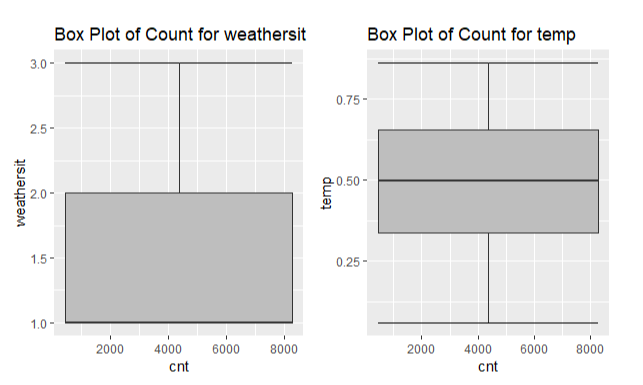 Box Plot of Count for weathersit
3.0
2.5
2.0
1.5
1.0
weathersit
2000 4000 6000 8000
cnt
Box Plot of Count for temp
0.75
0.50
0.25
temp
2000 4000 6000 8000
cnt